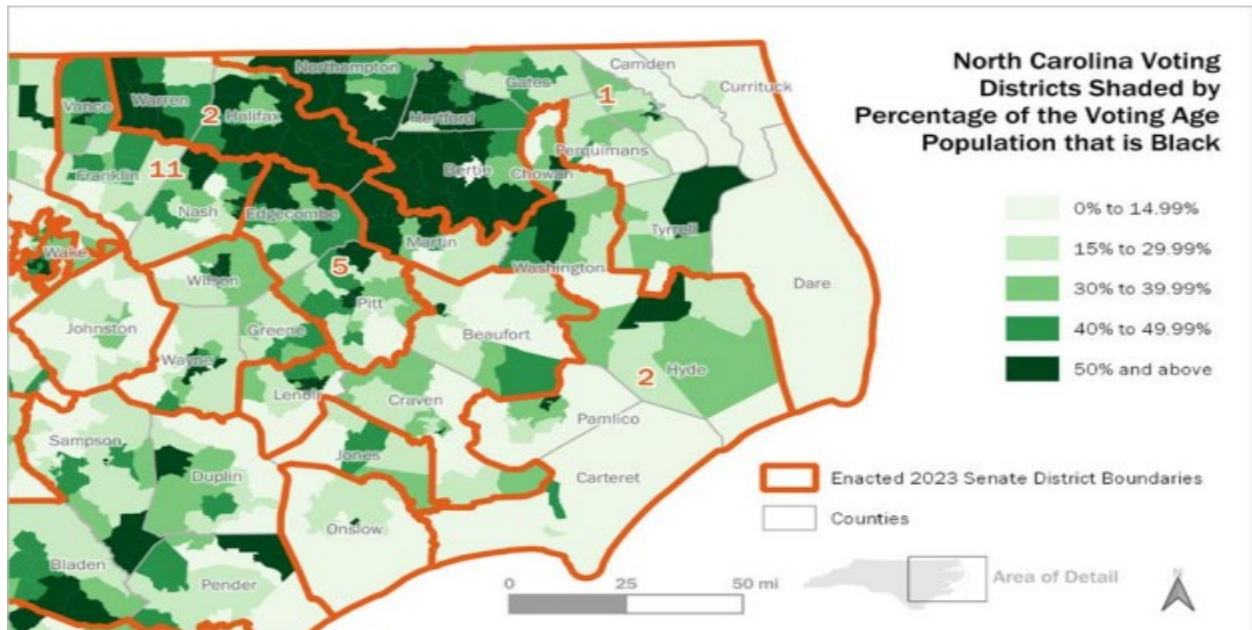 North Carolina Voting
Districts Shaded by
Percentage of the Voting Age
Population that is Black
0% to 14.99%
15% to 29.99%
30% to 39.99%
40% to 49.99%
50% and above
Enacted 2023 Senate District Boundaries
Counties
Area of Detail
N
0 25 50 mi
Northampton
Camden
Currituck
Gates
1
Vance
Warren
2
Halifax
Hertford
Perquimans
11
Franklin
Bertie
Chowan
Nash
Edgecombe
Tyrrell
Martin
Wake
Washington
5
Wilson
Dare
Pitt
Johnston
Greene
Beaufort
Wayne
2
Hyde
Lenoir
Craven
Pamlico
Sampson
Jones
Duplin
Carteret
Onslow
Bladen
Pender